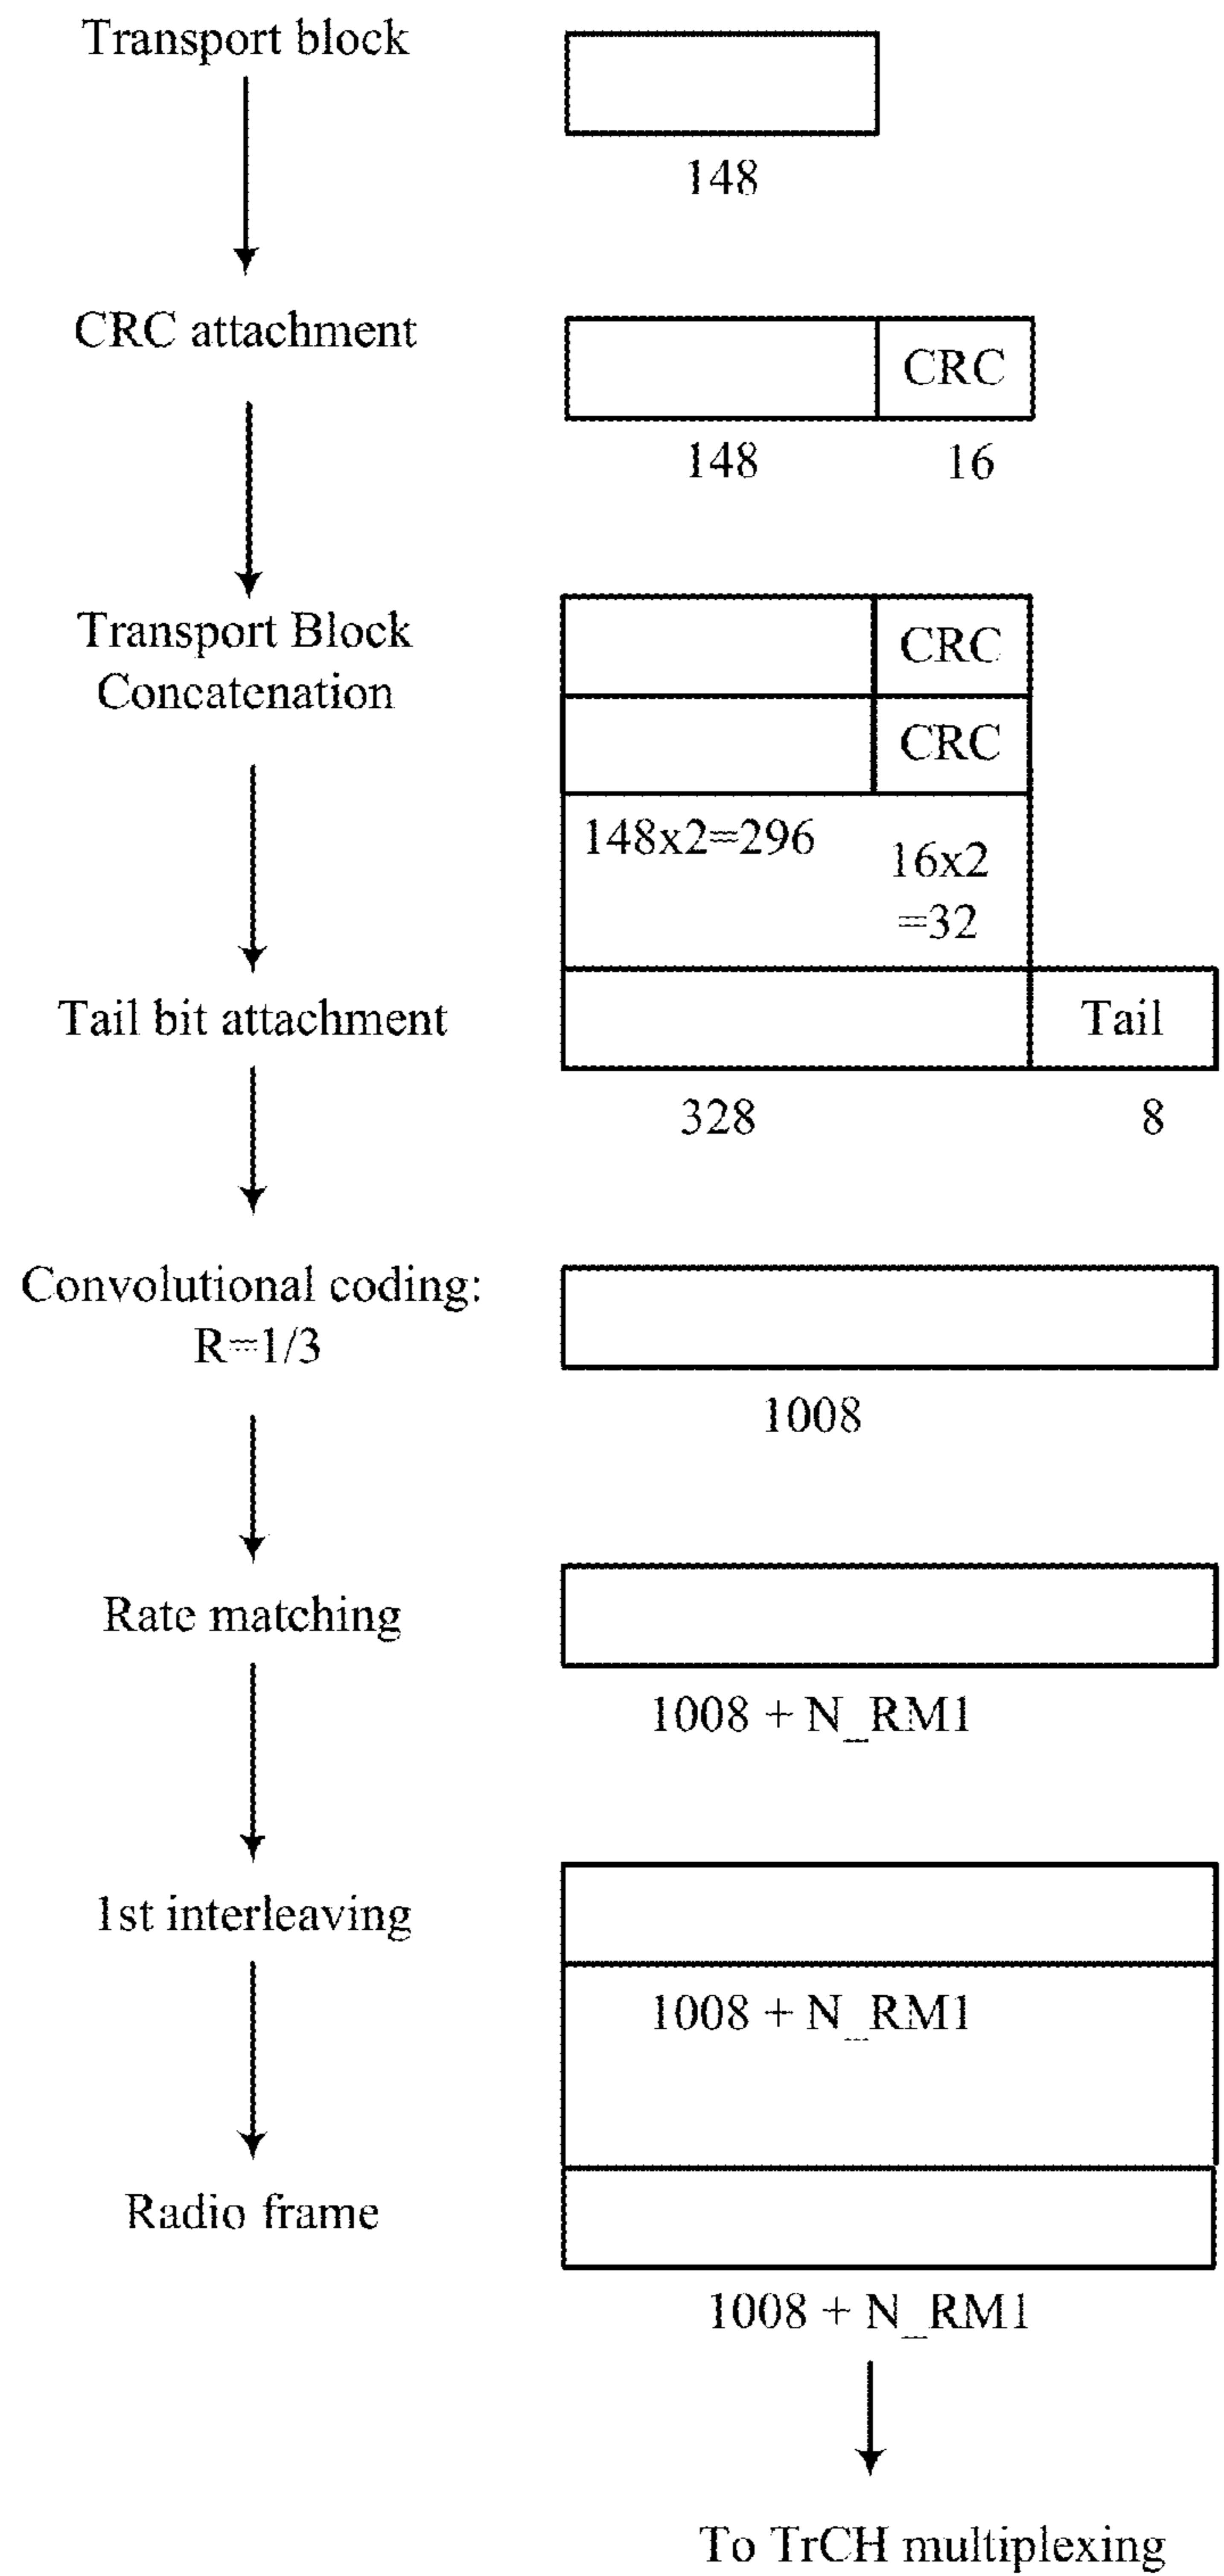 Transport block
148
CRC attachment
CRC
148 16
Transport Block
Concatenation
CRC
CRC
148x2=296
16x2
=32
Tail bit attachment
Tail
328 8
Convolutional coding:
R=1/3
1008
Rate matching
1008 + N_RM1
1st interleaving
1008 + N_RM1
Radio frame
1008 + N_RM1
To TrCH multiplexing